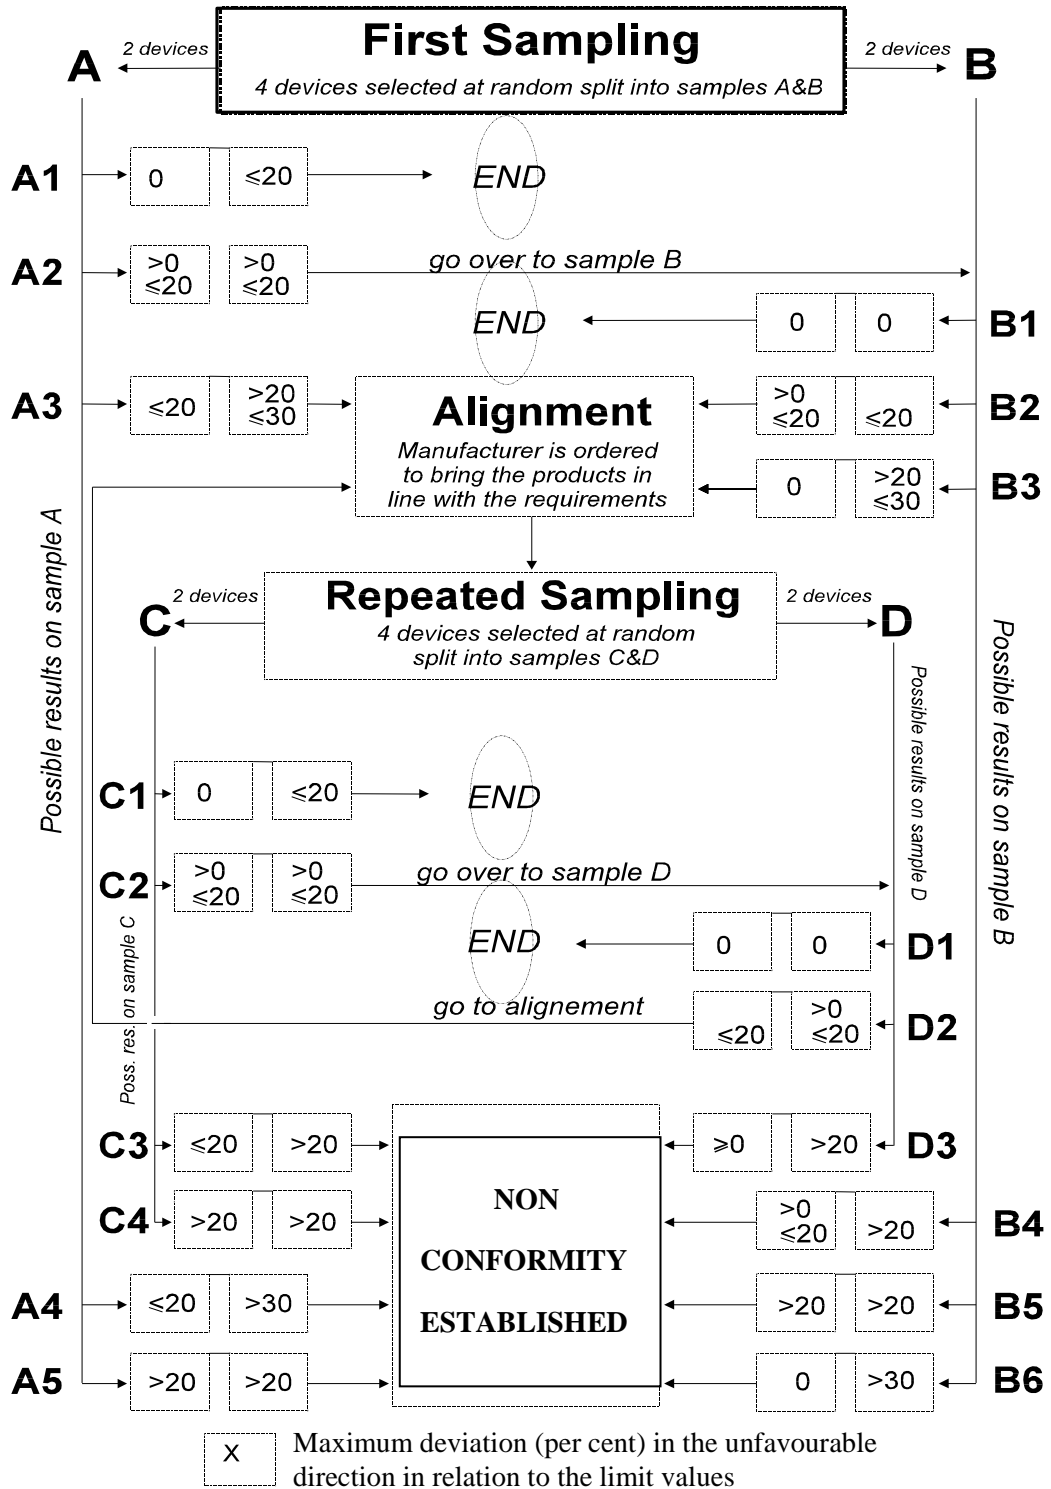 First Sampling
4 devices selected at random split into samples A&B
A
2 devices
2 devices
B
A1
0
≤20
END
A2
>0
≤20
>0
≤20
go over to sample B
END
0
0
B1
A3
≤20
>20
≤30
Alignment
Manufacturer is ordered
to bring the products in
line with the requirements
>0
≤20
≤20
B2
0
>20
≤30
B3
Possible results on sample A
Possible results on sample B
C
2 devices
Repeated Sampling
4 devices selected at random
split into samples C&D
2 devices
D
Possible results on sample D
C1
0
≤20
END
C2
>0
≤20
>0
≤20
go over to sample D
Poss. res. on sample C
END
0
0
D1
go to alignement
≤20
>0
≤20
D2
C3
≤20
>20
≥0
>20
D3
C4
>20
>20
NON
CONFORMITY
ESTABLISHED
>0
≤20
>20
B4
A4
≤20
>30
>20
>20
B5
A5
>20
>20
0
>30
B6
X
Maximum deviation (per cent) in the unfavourable
direction in relation to the limit values